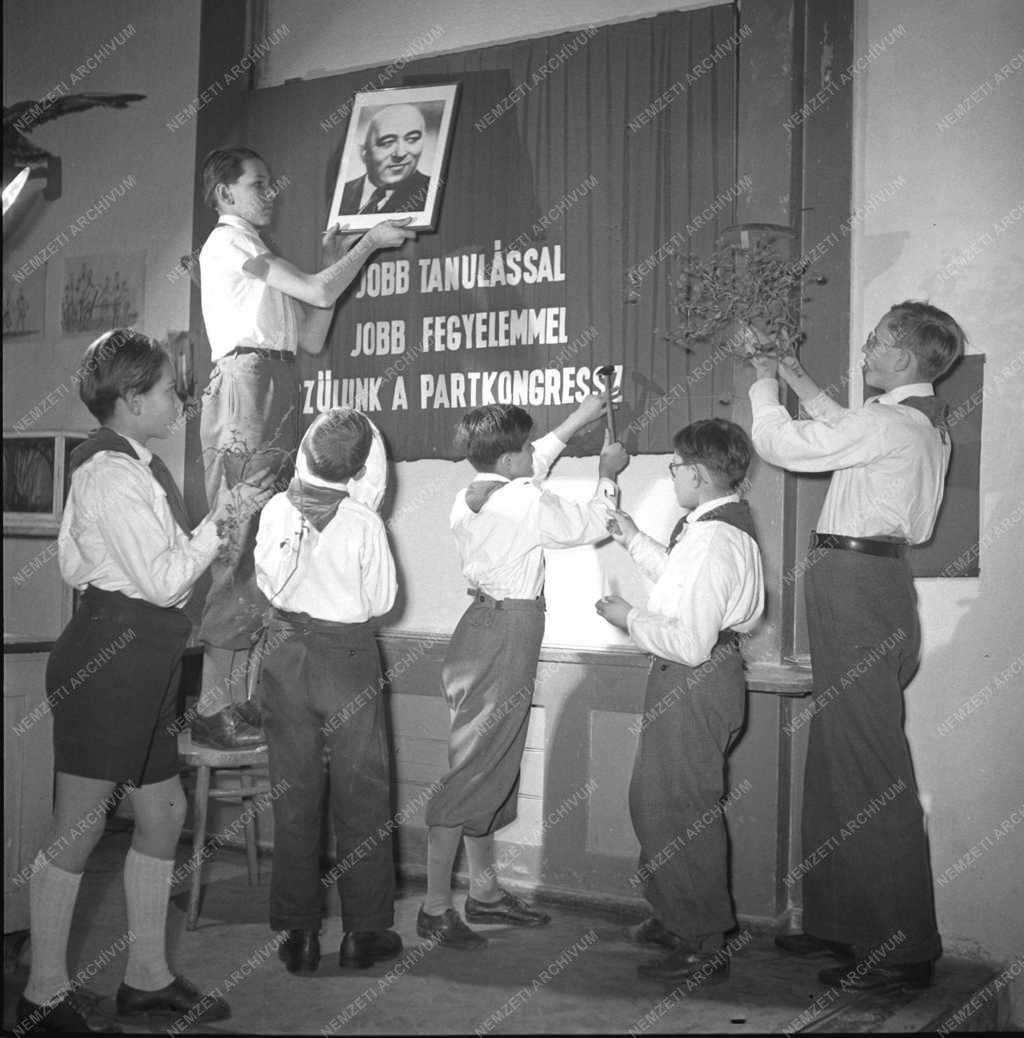 JOBB TANULÁSSAL
JOBB FEGYELEMMEL
ZÜLÜNK A PARTKONGRESSZ
NEMZETI ARCHÍVUM